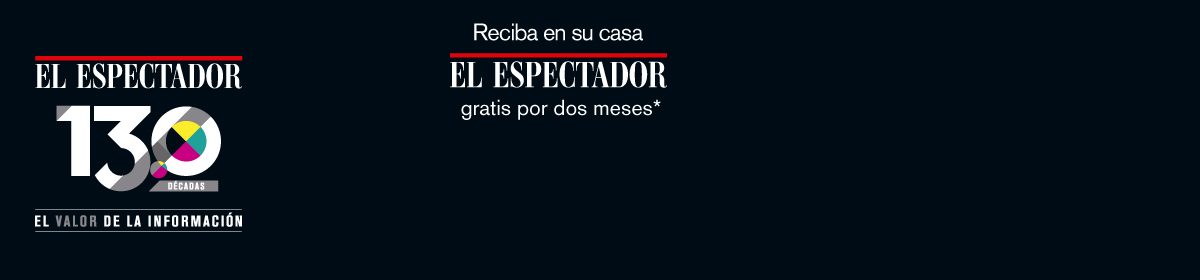 EL ESPECTADOR
13.0
DÉCADAS
EL VALOR DE LA INFORMACIÓN
Reciba en su casa
EL ESPECTADOR
gratis por dos meses*